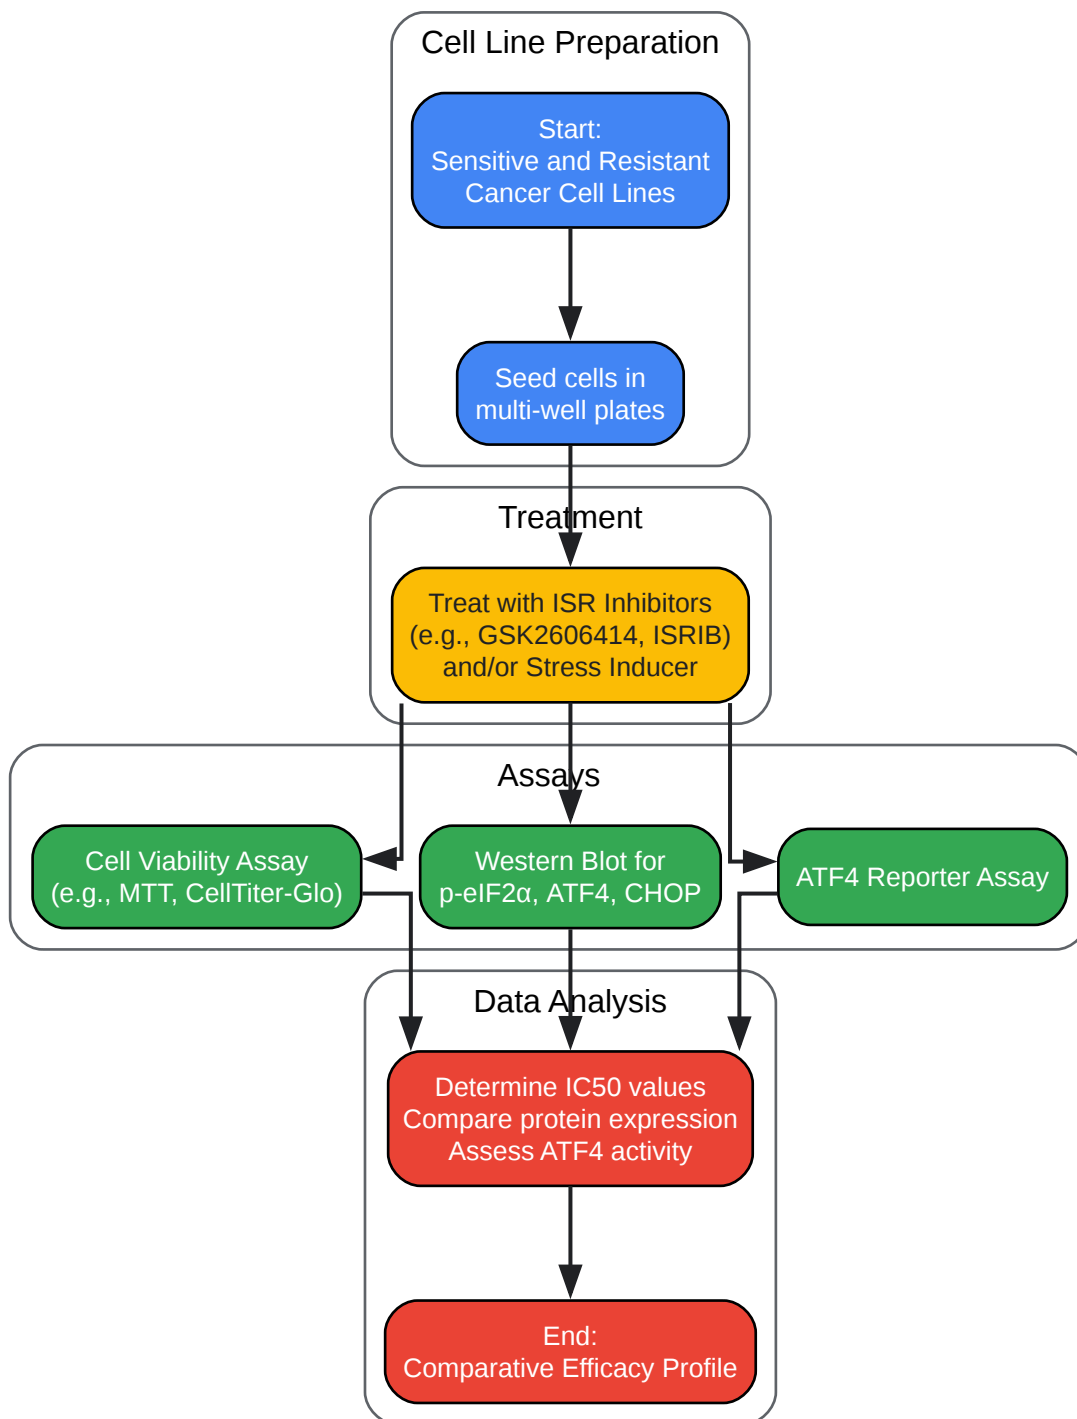 Cell Line Preparation
Start:
Sensitive and Resistant
Cancer Cell Lines
Seed cells in
multi-well plates
Treatment
Treat with ISR Inhibitors
(e.g., GSK2606414, ISRIB)
and/or Stress Inducer
Assays
Cell Viability Assay
(e.g., MTT, CellTiter-Glo)
Western Blot for
p-eIF2α, ATF4, CHOP
ATF4 Reporter Assay
Data Analysis
Determine IC50 values
Compare protein expression
Assess ATF4 activity
End:
Comparative Efficacy Profile